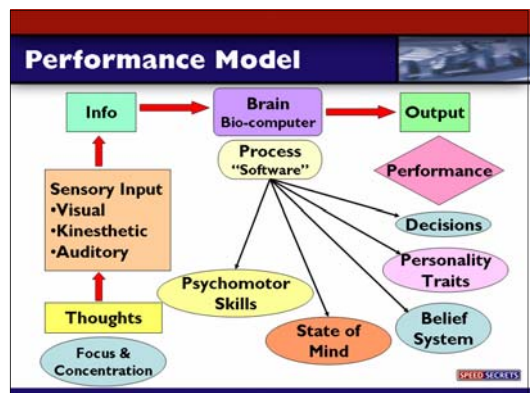 Performance Model
Info
Brain
Bio-computer
Output
Process
"Software"
Performance
Sensory Input
•Visual
•Kinesthetic
•Auditory
Decisions
Personality
Traits
Psychomotor
Skills
Thoughts
State of
Mind
Belief
System
Focus &
Concentration
SPEED SECRETS